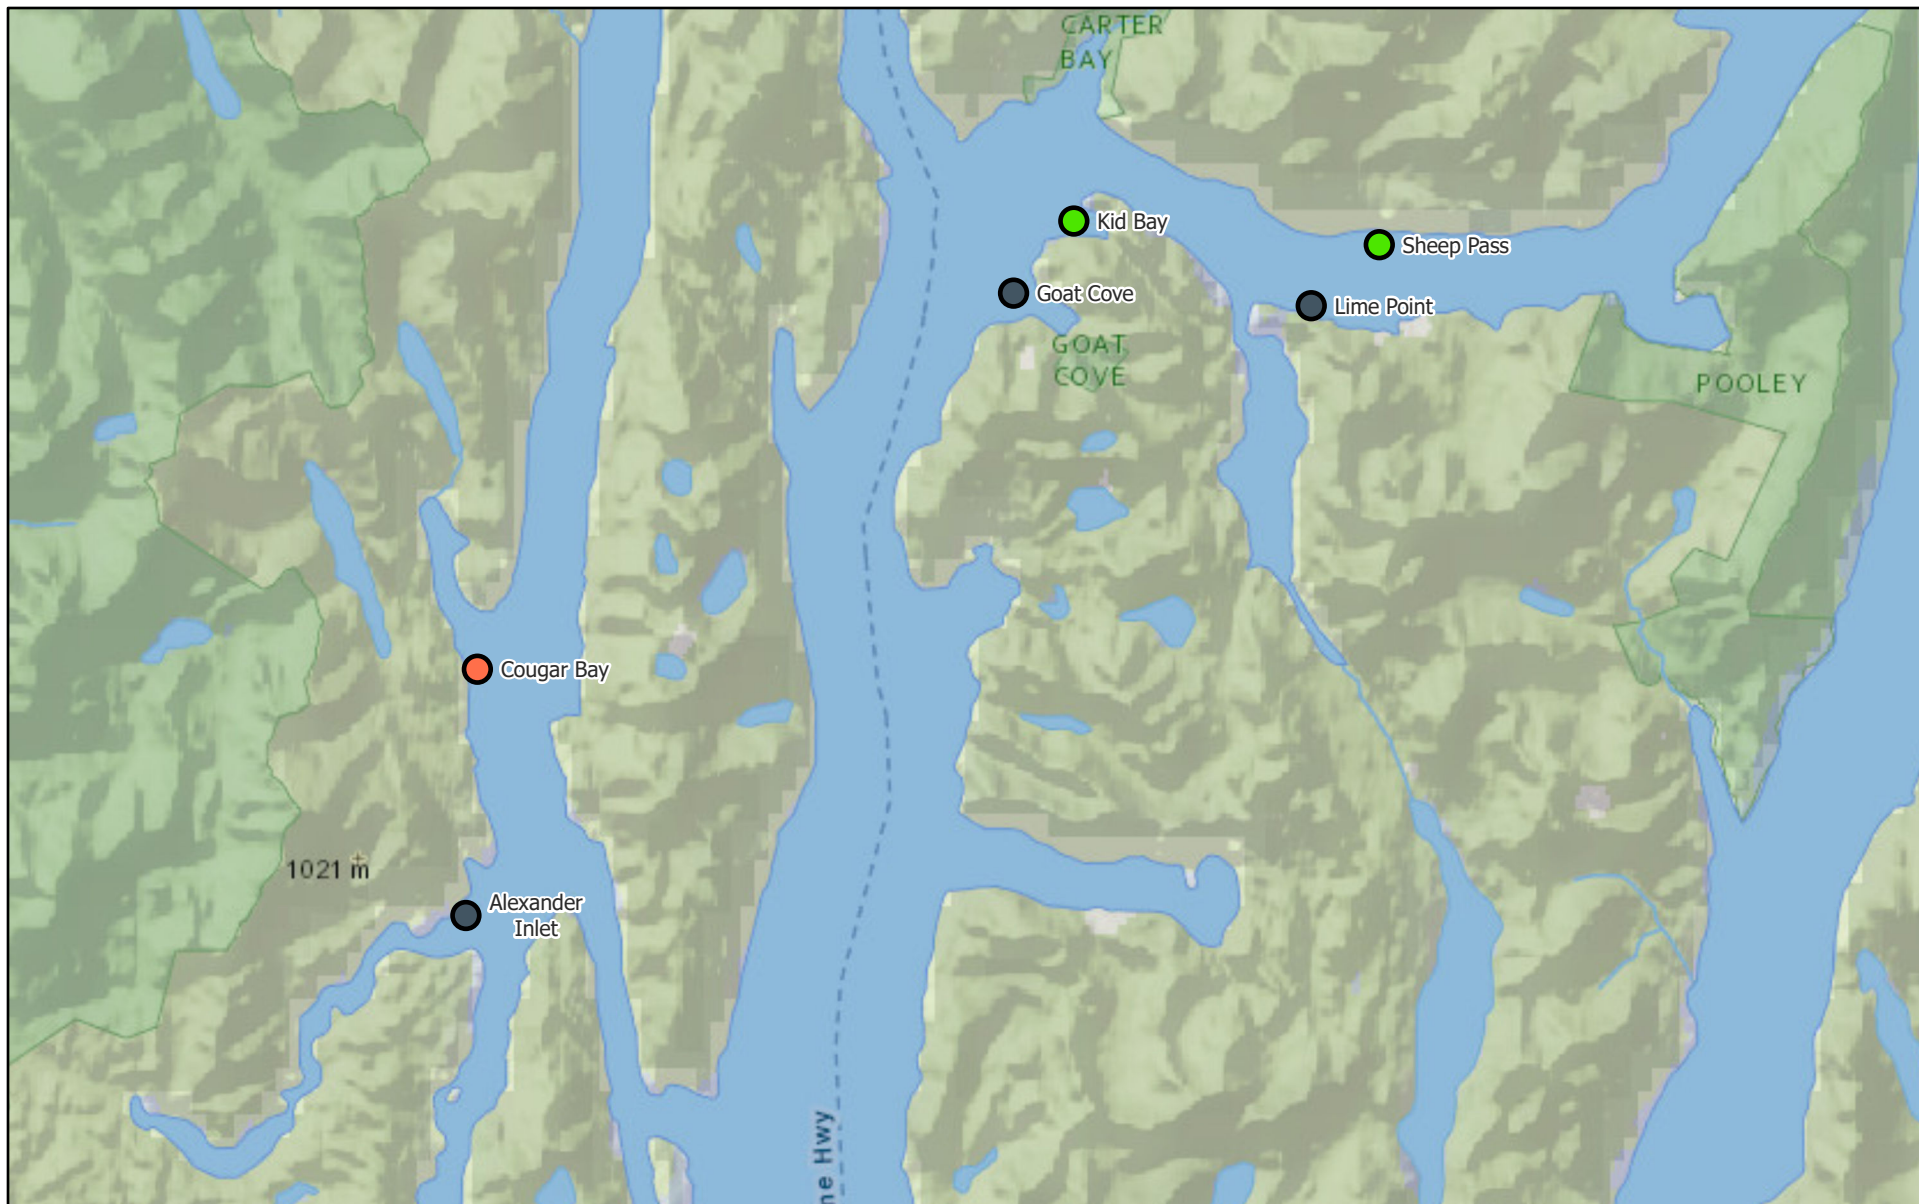 CARTER
BAY
Kid Bay
Sheep Pass
Goat Cove
Lime Point
GOAT
COVE
POOLEY
Cougar Bay
1021 m
Alexander
Inlet
ne Hwy